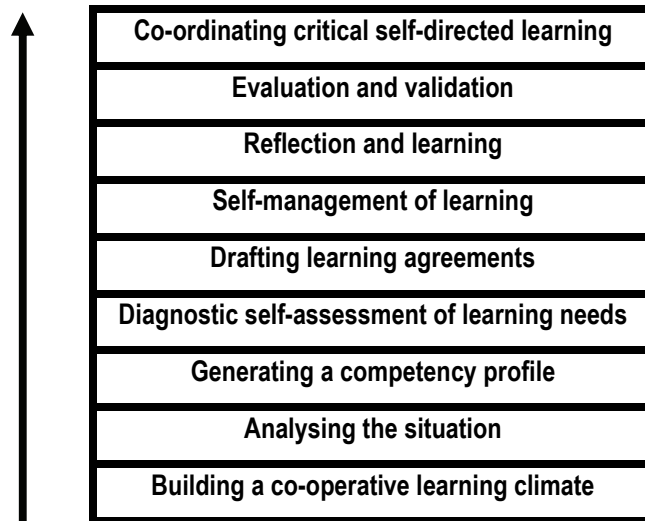 Co-ordinating critical self-directed learning
Evaluation and validation
Reflection and learning
Self-management of learning
Drafting learning agreements
Diagnostic self-assessment of learning needs
Generating a competency profile
Analysing the situation
Building a co-operative learning climate